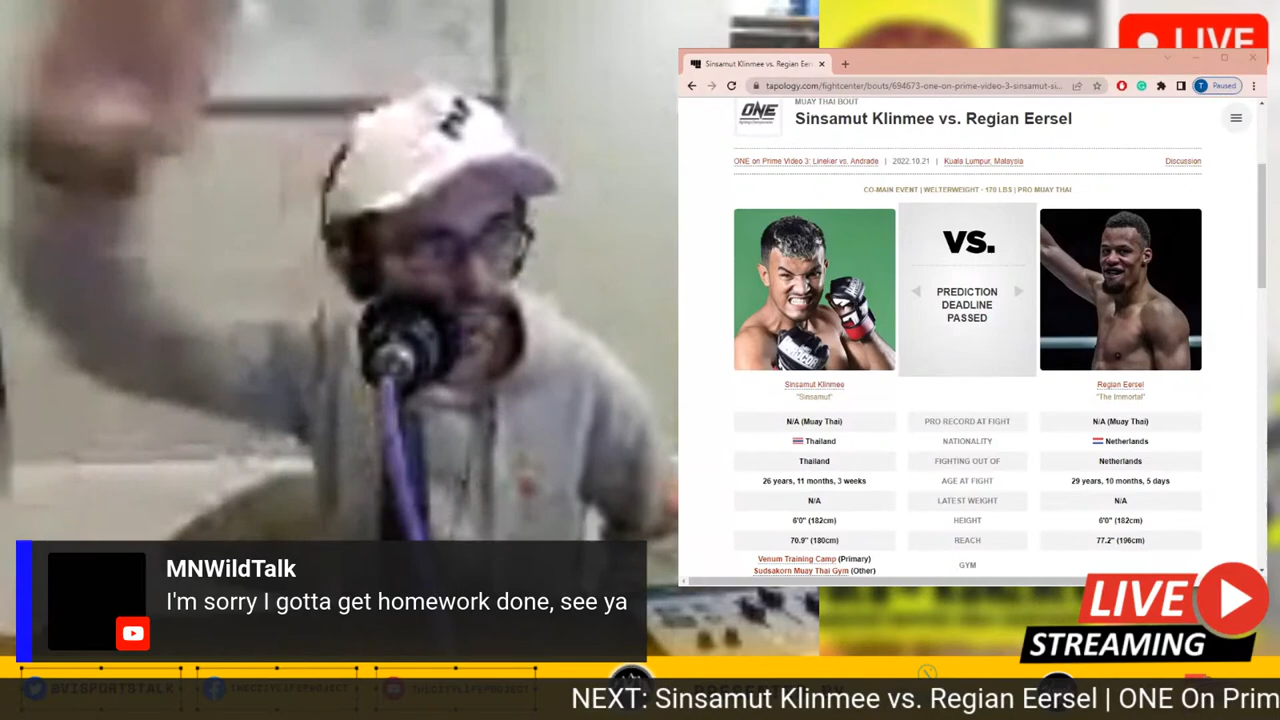 LIVE
Sinsamut Klinmee vs. Regian Eer
tapology.com/fightcenter/bouts/694673-one-on-prime-video-3-sinsamut-si...
T Paused
ONE
MUAY THAI BOUT
Sinsamut Klinmee vs. Regian Eersel
ONE on Prime Video 3: Lineker vs. Andrade | 2022.10.21 | Kuala Lumpur, Malaysia Discussion
CO-MAIN EVENT | WELTERWEIGHT · 170 LBS | PRO MUAY THAI
VS.
PREDICTION
DEADLINE
PASSED
Sinsamut Klinmee Regian Eersel
"Sinsamut" "The Immortal"
N/A (Muay Thai) PRO RECORD AT FIGHT N/A (Muay Thai)
Thailand NATIONALITY Netherlands
Thailand FIGHTING OUT OF Netherlands
26 years, 11 months, 3 weeks AGE AT FIGHT 29 years, 10 months, 5 days
N/A LATEST WEIGHT N/A
6'0" (182cm) HEIGHT 6'0" (182cm)
70.9" (180cm) REACH 77.2" (196cm)
Venum Training Camp (Primary)
Sudsakorn Muay Thai Gym (Other) GYM
MNWildTalk
I'm sorry I gotta get homework done, see ya
LIVE
STREAMING
@VISPORTSTALK THECITYLIFEPROJECT THECITYLIFEPROJECT PRESENTED BY
NEXT: Sinsamut Klinmee vs. Regian Eersel | ONE On Prim